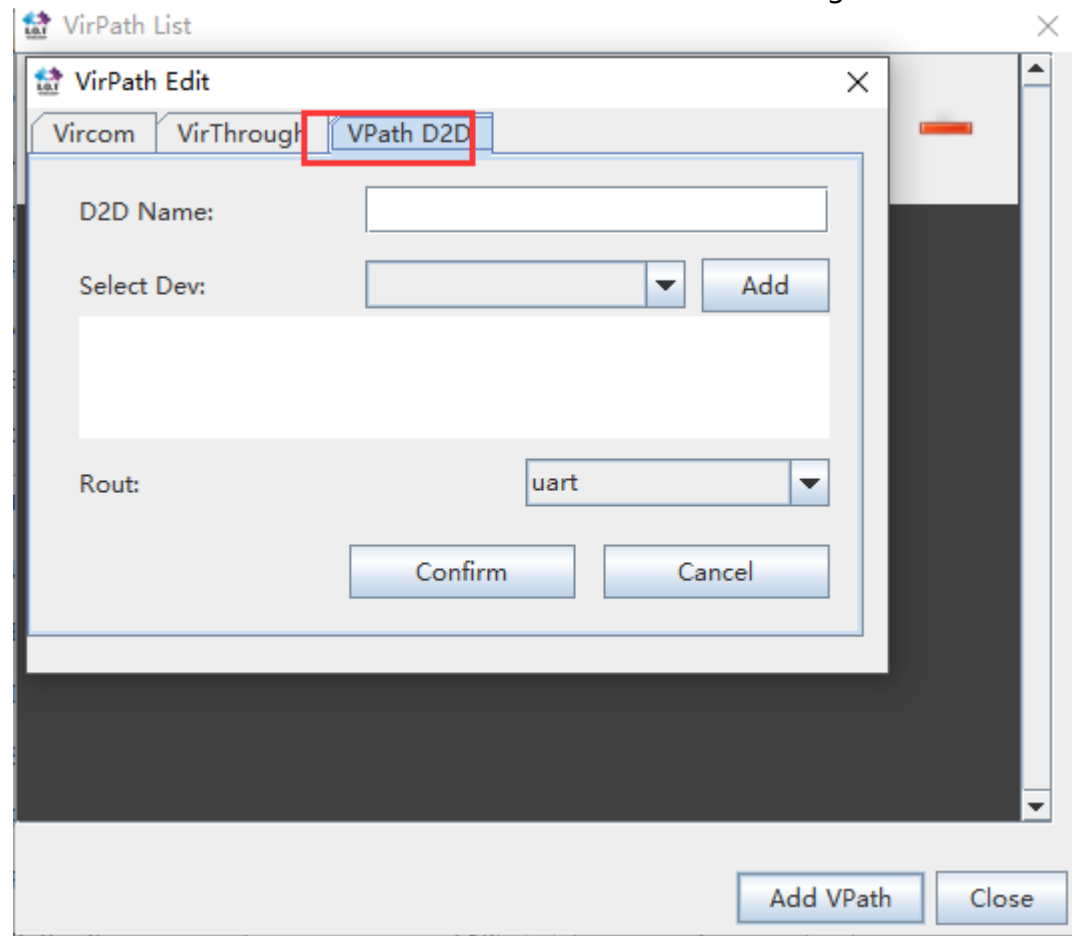 VirPath List
VirPath Edit
Vircom VirThrough VPath D2D
D2D Name:
Select Dev: Add
Rout: uart
Confirm Cancel
Add VPath Close